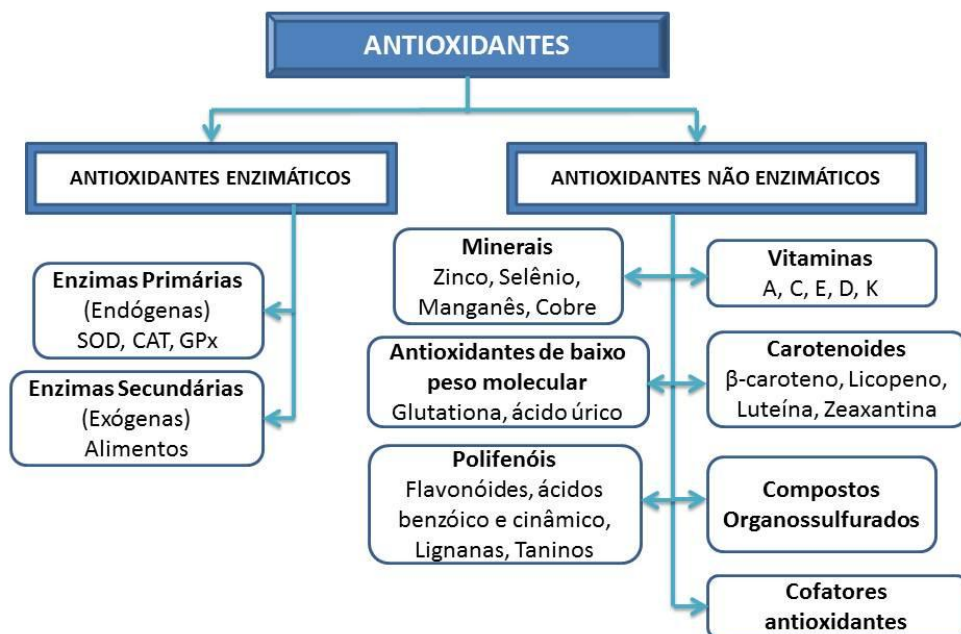 ANTIOXIDANTES
ANTIOXIDANTES ENZIMÁTICOS
ANTIOXIDANTES NÃO ENZIMÁTICOS
Enzimas Primárias
(Endógenas)
SOD, CAT, GPx
Enzimas Secundárias
(Exógenas)
Alimentos
Minerais
Zinco, Selênio,
Manganês, Cobre
Vitaminas
A, C, E, D, K
Antioxidantes de baixo
peso molecular
Glutationa, ácido úrico
Carotenoides
β-caroteno, Licopeno,
Luteína, Zeaxantina
Polifenóis
Flavonóides, ácidos
benzóico e cinâmico,
Lignanas, Taninos
Compostos
Organossulfurados
Cofatores
antioxidantes